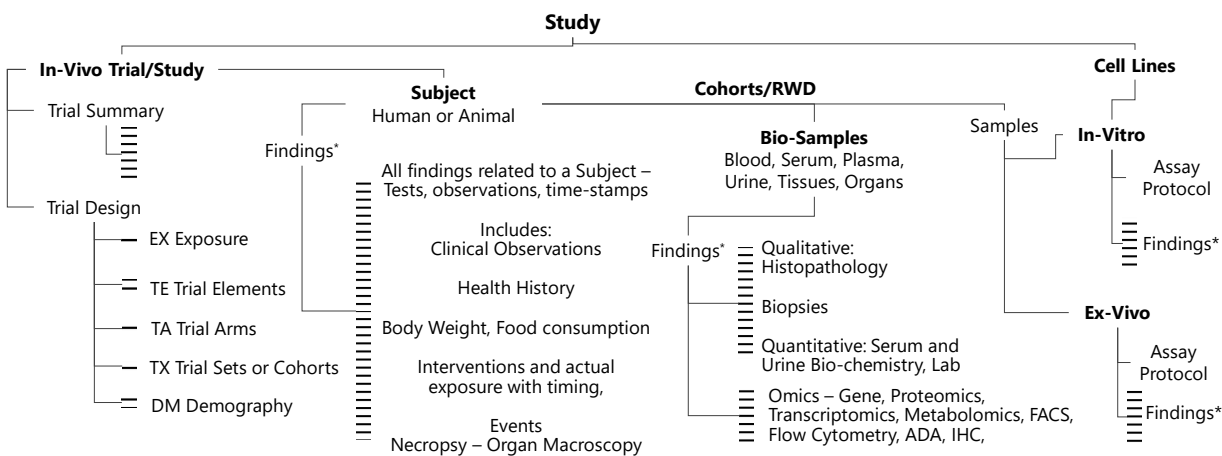 Study
In-Vivo Trial/Study
Trial Summary
Trial Design
EX Exposure
TE Trial Elements
TA Trial Arms
TX Trial Sets or Cohorts
DM Demography
Subject
Human or Animal
Findings*
All findings related to a Subject –
Tests, observations, time-stamps
Includes:
Clinical Observations
Health History
Body Weight, Food consumption
Interventions and actual
exposure with timing,
Events
Necropsy – Organ Macroscopy
Cohorts/RWD
Bio-Samples
Blood, Serum, Plasma,
Urine, Tissues, Organs
Findings*
Qualitative:
Histopathology
Biopsies
Quantitative: Serum and
Urine Bio-chemistry, Lab
Omics – Gene, Proteomics,
Transcriptomics, Metabolomics, FACS,
Flow Cytometry, ADA, IHC,
Samples
Cell Lines
In-Vitro
Assay
Protocol
Findings*
Ex-Vivo
Assay
Protocol
Findings*